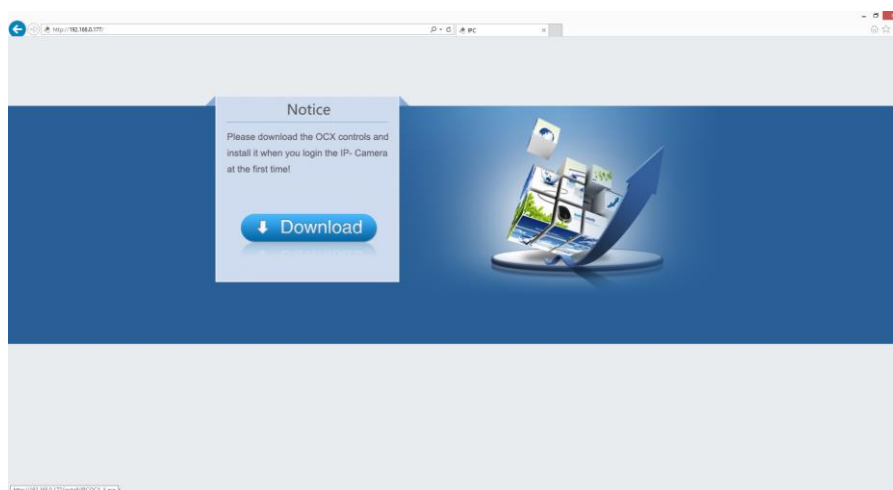 http://192.168.0.177/
IPC
Notice
Please download the OCX controls and
install it when you login the IP- Camera
at the first time!
Download